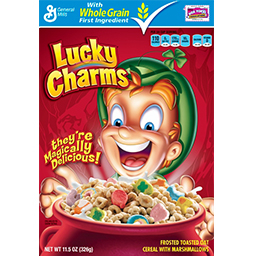 General
Mills
With
Whole Grain
First Ingredient
Lucky
Charms
they're
Magically
Delicious!
FROSTED TOASTED OAT
CEREAL WITH MARSHMALLOWS
NET WT 11.5 OZ (326g)